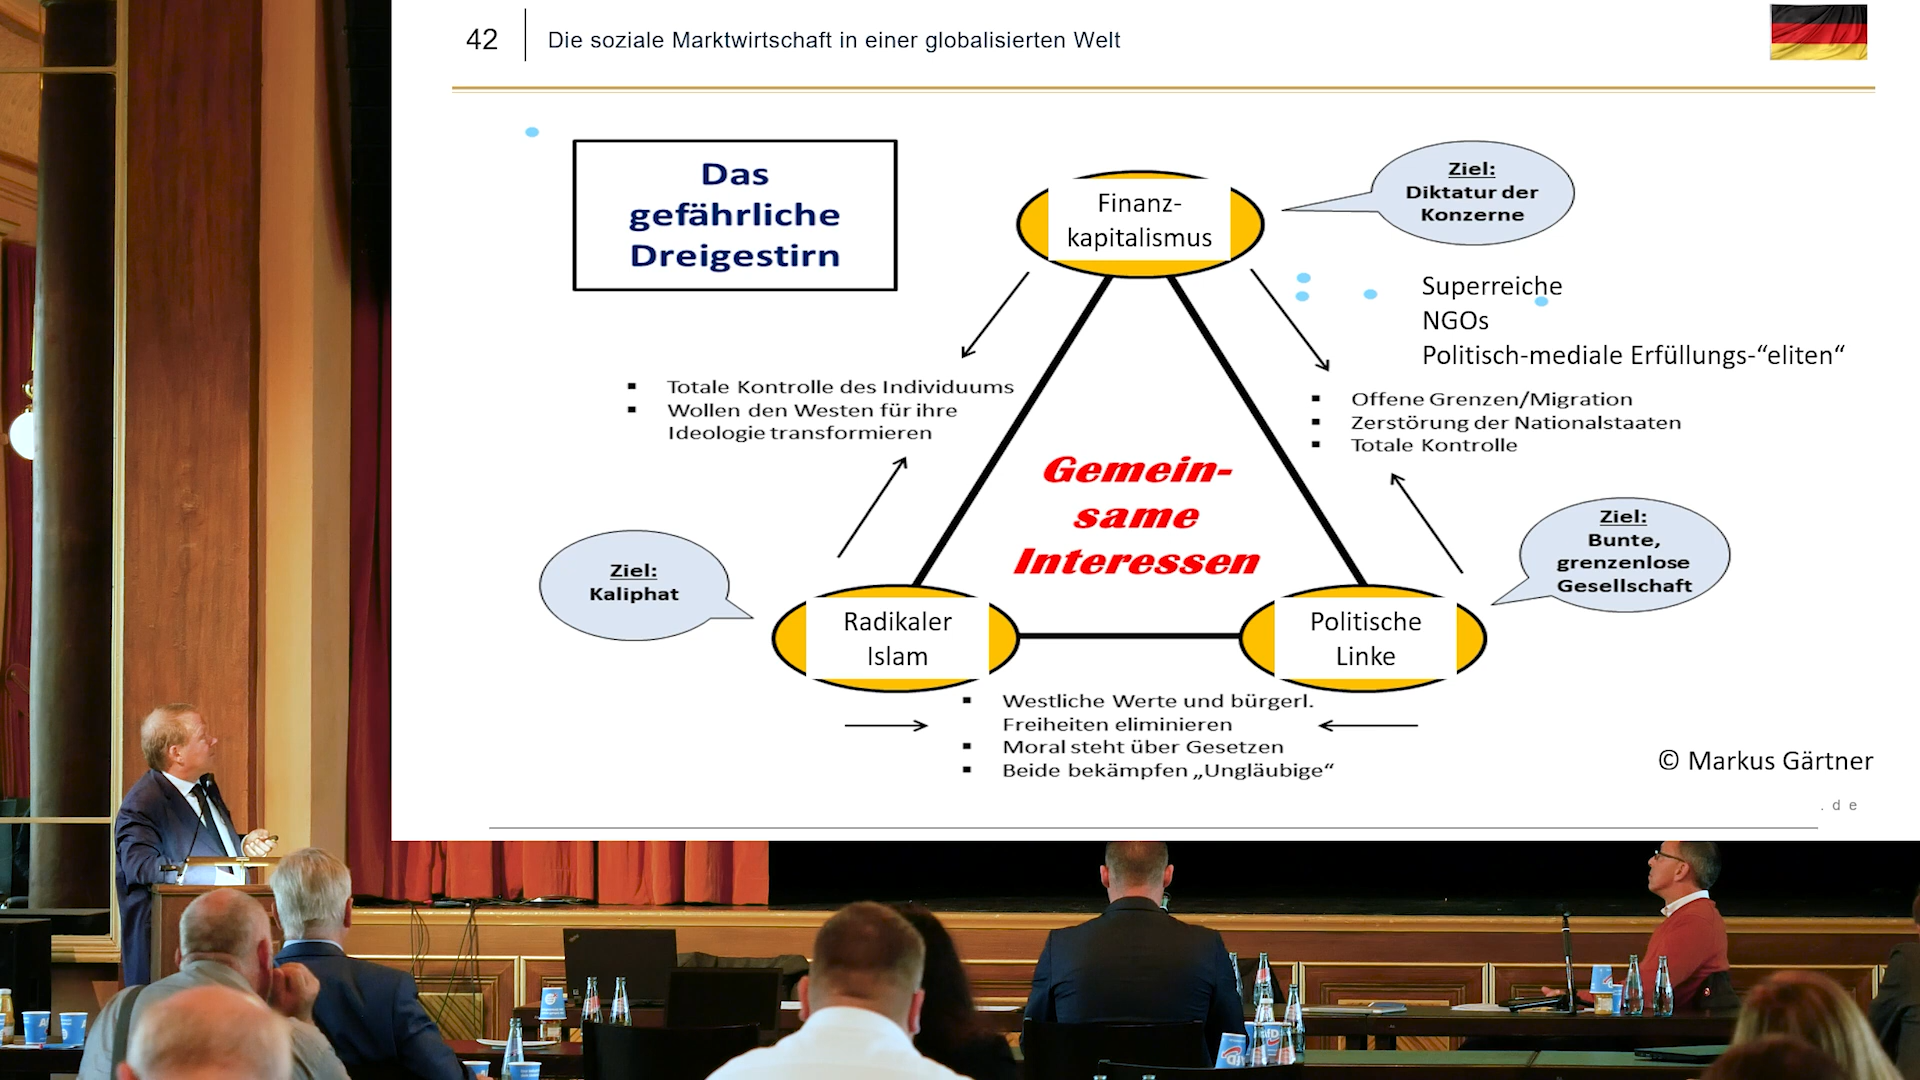 42
Die soziale Marktwirtschaft in einer globalisierten Welt
Das
gefährliche
Dreigestirn
Finanz-
kapitalismus
Ziel:
Diktatur der
Konzerne
Superreiche
NGOs
Politisch-mediale Erfüllungs-“eliten“
▪ Totale Kontrolle des Individuums
▪ Wollen den Westen für ihre
Ideologie transformieren
▪ Offene Grenzen/Migration
▪ Zerstörung der Nationalstaaten
▪ Totale Kontrolle
Gemein-
same
Interessen
Ziel:
Kaliphat
Ziel:
Bunte,
grenzenlose
Gesellschaft
Radikaler
Islam
Politische
Linke
▪ Westliche Werte und bürgerl.
Freiheiten eliminieren
▪ Moral steht über Gesetzen
▪ Beide bekämpfen „Ungläubige“
© Markus Gärtner
.de